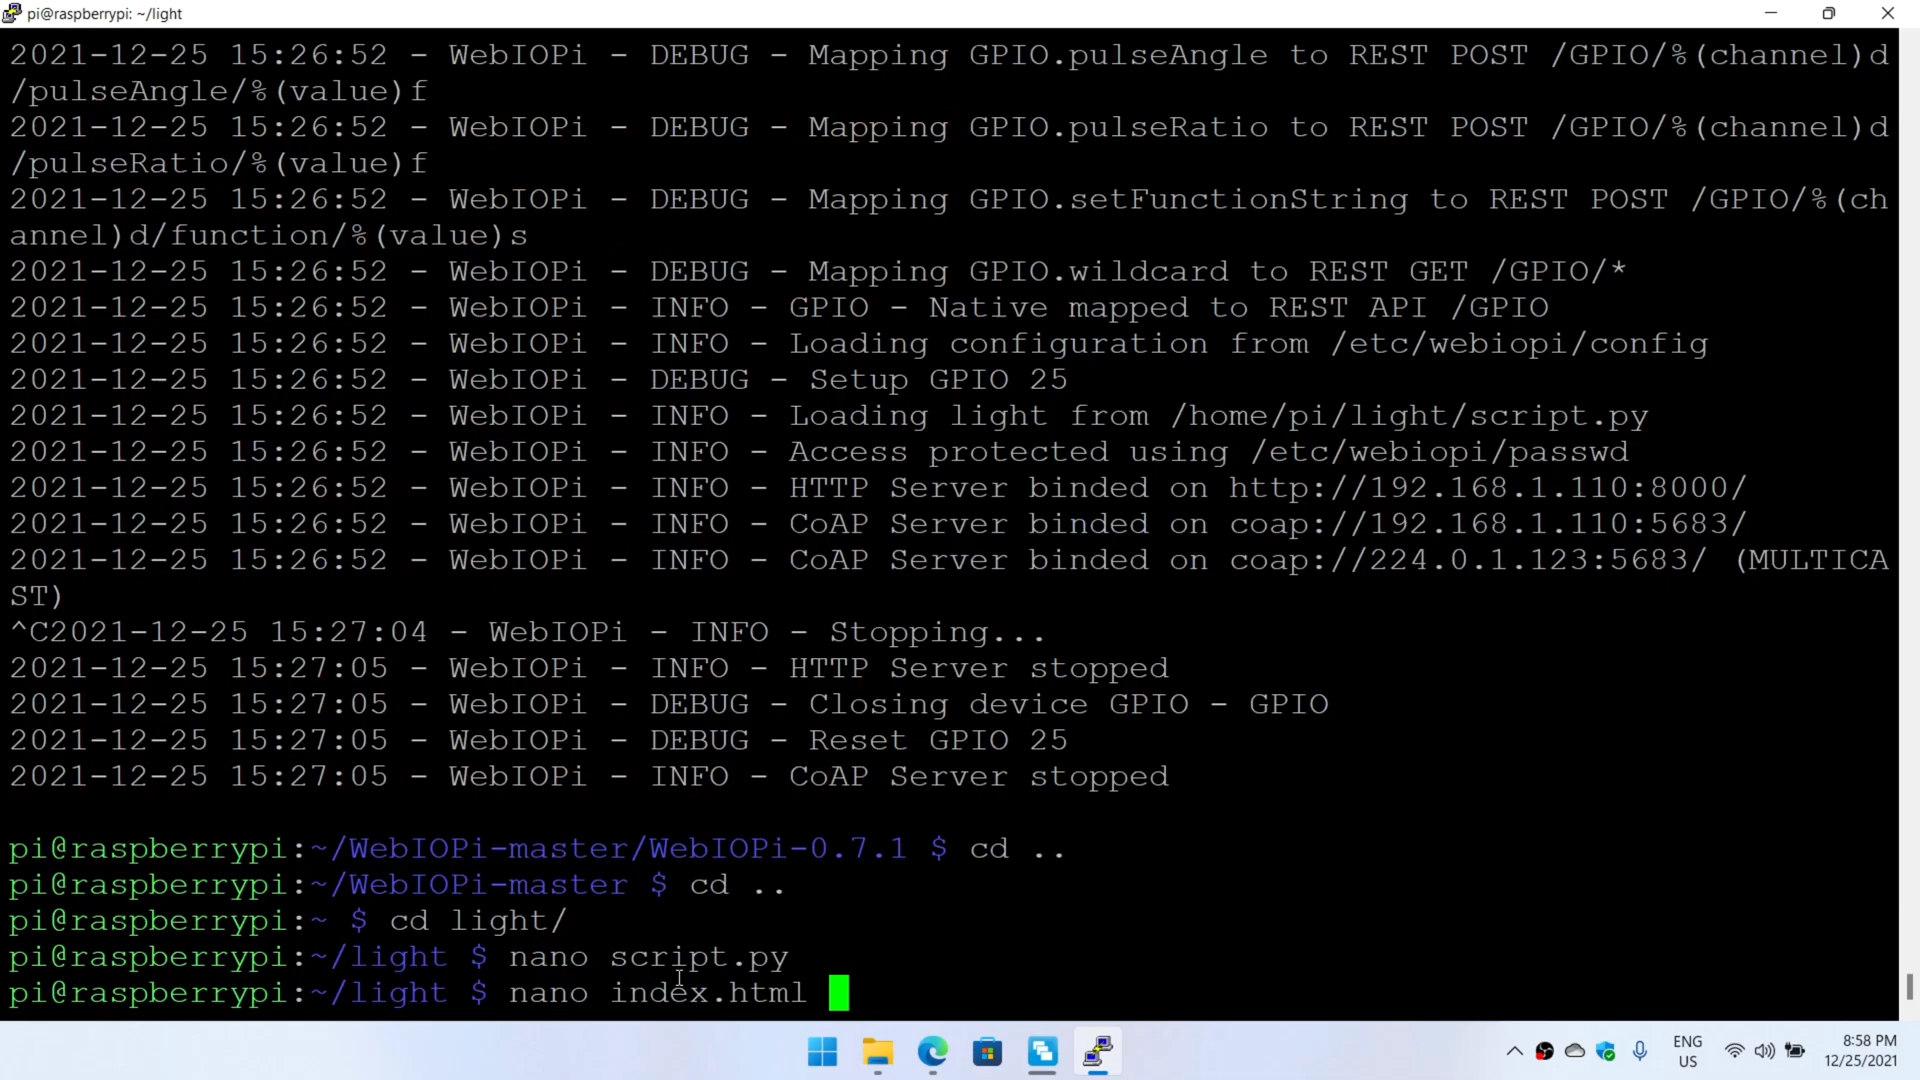 pi@raspberrypi: ~/light
2021-12-25 15:26:52 - WebIOPi - DEBUG - Mapping GPIO.pulseAngle to REST POST /GPIO/%(channel)d
/pulseAngle/%(value)f
2021-12-25 15:26:52 - WebIOPi - DEBUG - Mapping GPIO.pulseRatio to REST POST /GPIO/%(channel)d
/pulseRatio/%(value)f
2021-12-25 15:26:52 - WebIOPi - DEBUG - Mapping GPIO.setFunctionString to REST POST /GPIO/%(ch
annel)d/function/%(value)s
2021-12-25 15:26:52 - WebIOPi - DEBUG - Mapping GPIO.wildcard to REST GET /GPIO/*
2021-12-25 15:26:52 - WebIOPi - INFO - GPIO - Native mapped to REST API /GPIO
2021-12-25 15:26:52 - WebIOPi - INFO - Loading configuration from /etc/webiopi/config
2021-12-25 15:26:52 - WebIOPi - DEBUG - Setup GPIO 25
2021-12-25 15:26:52 - WebIOPi - INFO - Loading light from /home/pi/light/script.py
2021-12-25 15:26:52 - WebIOPi - INFO - Access protected using /etc/webiopi/passwd
2021-12-25 15:26:52 - WebIOPi - INFO - HTTP Server binded on http://192.168.1.110:8000/
2021-12-25 15:26:52 - WebIOPi - INFO - CoAP Server binded on coap://192.168.1.110:5683/
2021-12-25 15:26:52 - WebIOPi - INFO - CoAP Server binded on coap://224.0.1.123:5683/ (MULTICA
ST)
^C2021-12-25 15:27:04 - WebIOPi - INFO - Stopping...
2021-12-25 15:27:05 - WebIOPi - INFO - HTTP Server stopped
2021-12-25 15:27:05 - WebIOPi - DEBUG - Closing device GPIO - GPIO
2021-12-25 15:27:05 - WebIOPi - DEBUG - Reset GPIO 25
2021-12-25 15:27:05 - WebIOPi - INFO - CoAP Server stopped
pi@raspberrypi:~/WebIOPi-master/WebIOPi-0.7.1 $ cd ..
pi@raspberrypi:~/WebIOPi-master $ cd ..
pi@raspberrypi:~ $ cd light/
pi@raspberrypi:~/light $ nano script.py
pi@raspberrypi:~/light $ nano index.html
ENG
US
8:58 PM
12/25/2021